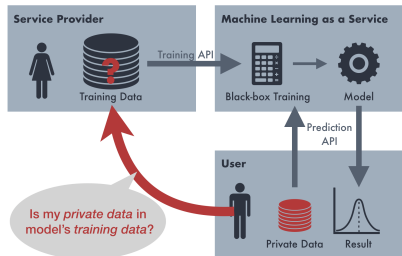 Service Provider
?
Training Data
Training API
Machine Learning as a Service
Black-box Training
Model
Prediction
API
User
Private Data
Result
Is my private data in
model's training data?